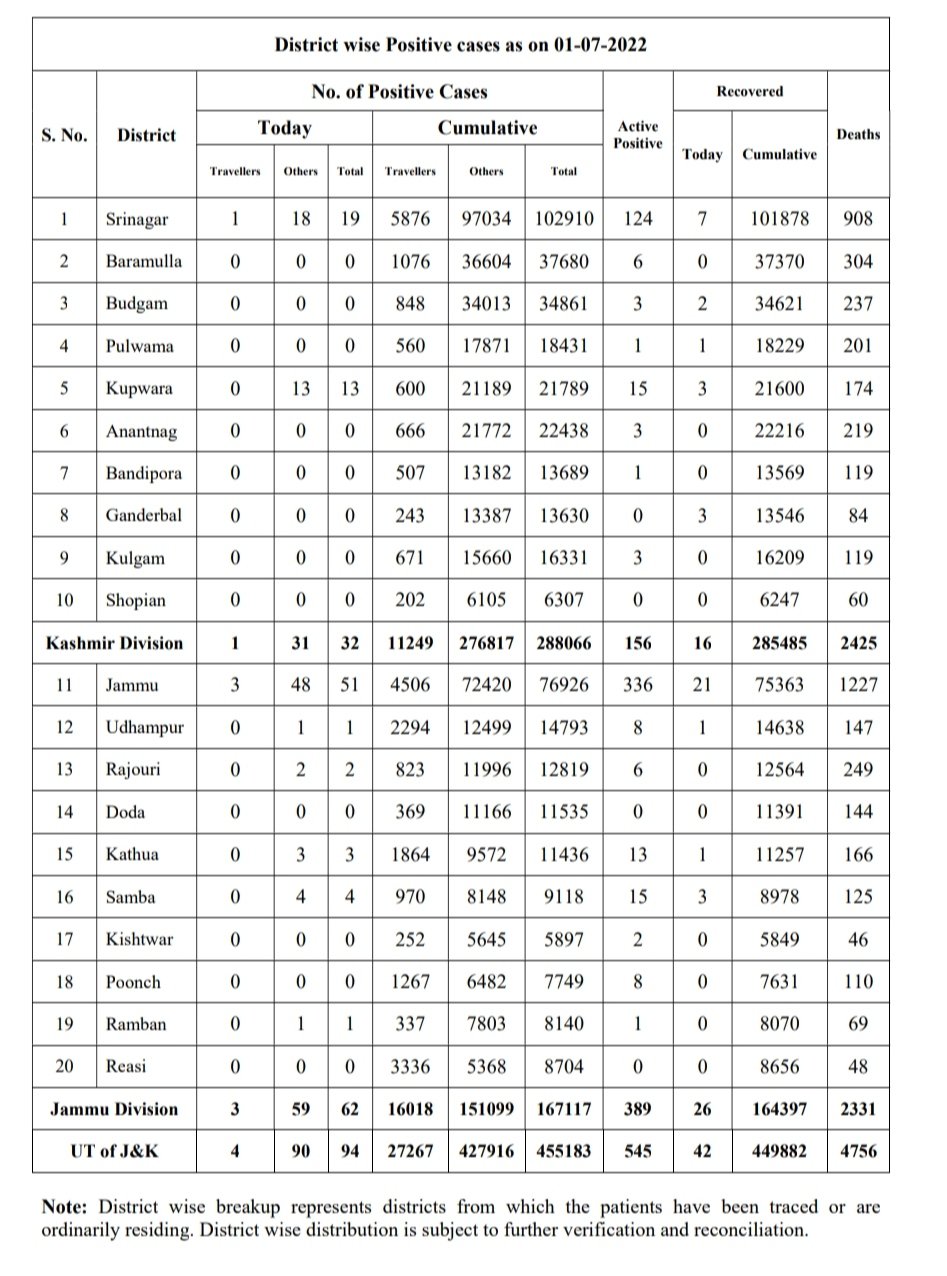 District wise Positive cases as on 01-07-2022
S. No. District No. of Positive Cases Active Positive Recovered Deaths
Today Cumulative Today Cumulative
Travellers Others Total Travellers Others Total
1 Srinagar 1 18 19 5876 97034 102910 124 7 101878 908
2 Baramulla 0 0 0 1076 36604 37680 6 0 37370 304
3 Budgam 0 0 0 848 34013 34861 3 2 34621 237
4 Pulwama 0 0 0 560 17871 18431 1 1 18229 201
5 Kupwara 0 13 13 600 21189 21789 15 3 21600 174
6 Anantnag 0 0 0 666 21772 22438 3 0 22216 219
7 Bandipora 0 0 0 507 13182 13689 1 0 13569 119
8 Ganderbal 0 0 0 243 13387 13630 0 3 13546 84
9 Kulgam 0 0 0 671 15660 16331 3 0 16209 119
10 Shopian 0 0 0 202 6105 6307 0 0 6247 60
Kashmir Division 1 31 32 11249 276817 288066 156 16 285485 2425
11 Jammu 3 48 51 4506 72420 76926 336 21 75363 1227
12 Udhampur 0 1 1 2294 12499 14793 8 1 14638 147
13 Rajouri 0 2 2 823 11996 12819 6 0 12564 249
14 Doda 0 0 0 369 11166 11535 0 0 11391 144
15 Kathua 0 3 3 1864 9572 11436 13 1 11257 166
16 Samba 0 4 4 970 8148 9118 15 3 8978 125
17 Kishtwar 0 0 0 252 5645 5897 2 0 5849 46
18 Poonch 0 0 0 1267 6482 7749 8 0 7631 110
19 Ramban 0 1 1 337 7803 8140 1 0 8070 69
20 Reasi 0 0 0 3336 5368 8704 0 0 8656 48
Jammu Division 3 59 62 16018 151099 167117 389 26 164397 2331
UT of J&K 4 90 94 27267 427916 455183 545 42 449882 4756
Note: District wise breakup represents districts from which the patients have been traced or are
ordinarily residing. District wise distribution is subject to further verification and reconciliation.